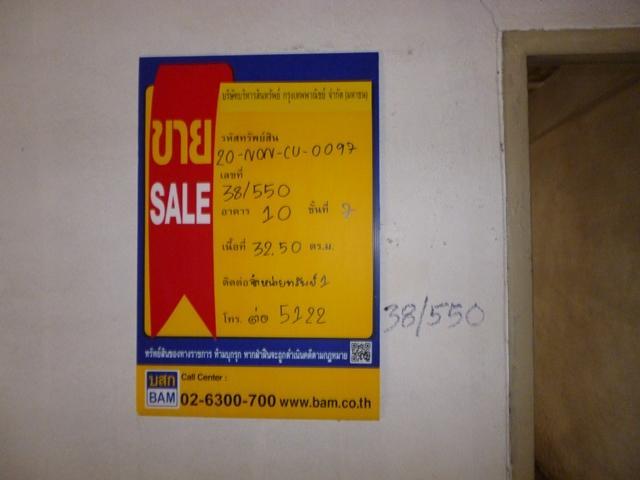 บริษัทบริหารสินทรัพย์ กรุงเทพพาณิชย์ จำกัด (มหาชน)
ขาย
SALE
รหัสทรัพย์สิน
20-NON-CU-0097
เลขที่
38/550
อาคาร 10 ชั้นที่ 2
เนื้อที่ 32.50 ตร.ม.
ติดต่อ จำหน่ายทรัพย์ 1
โทร. ต่อ 5122
38/550
ทรัพย์สินของทางราชการ ห้ามบุกรุก หากฝ่าฝืนจะถูกดำเนินคดีตามกฎหมาย
บสก
BAM
Call Center :
02-6300-700 www.bam.co.th